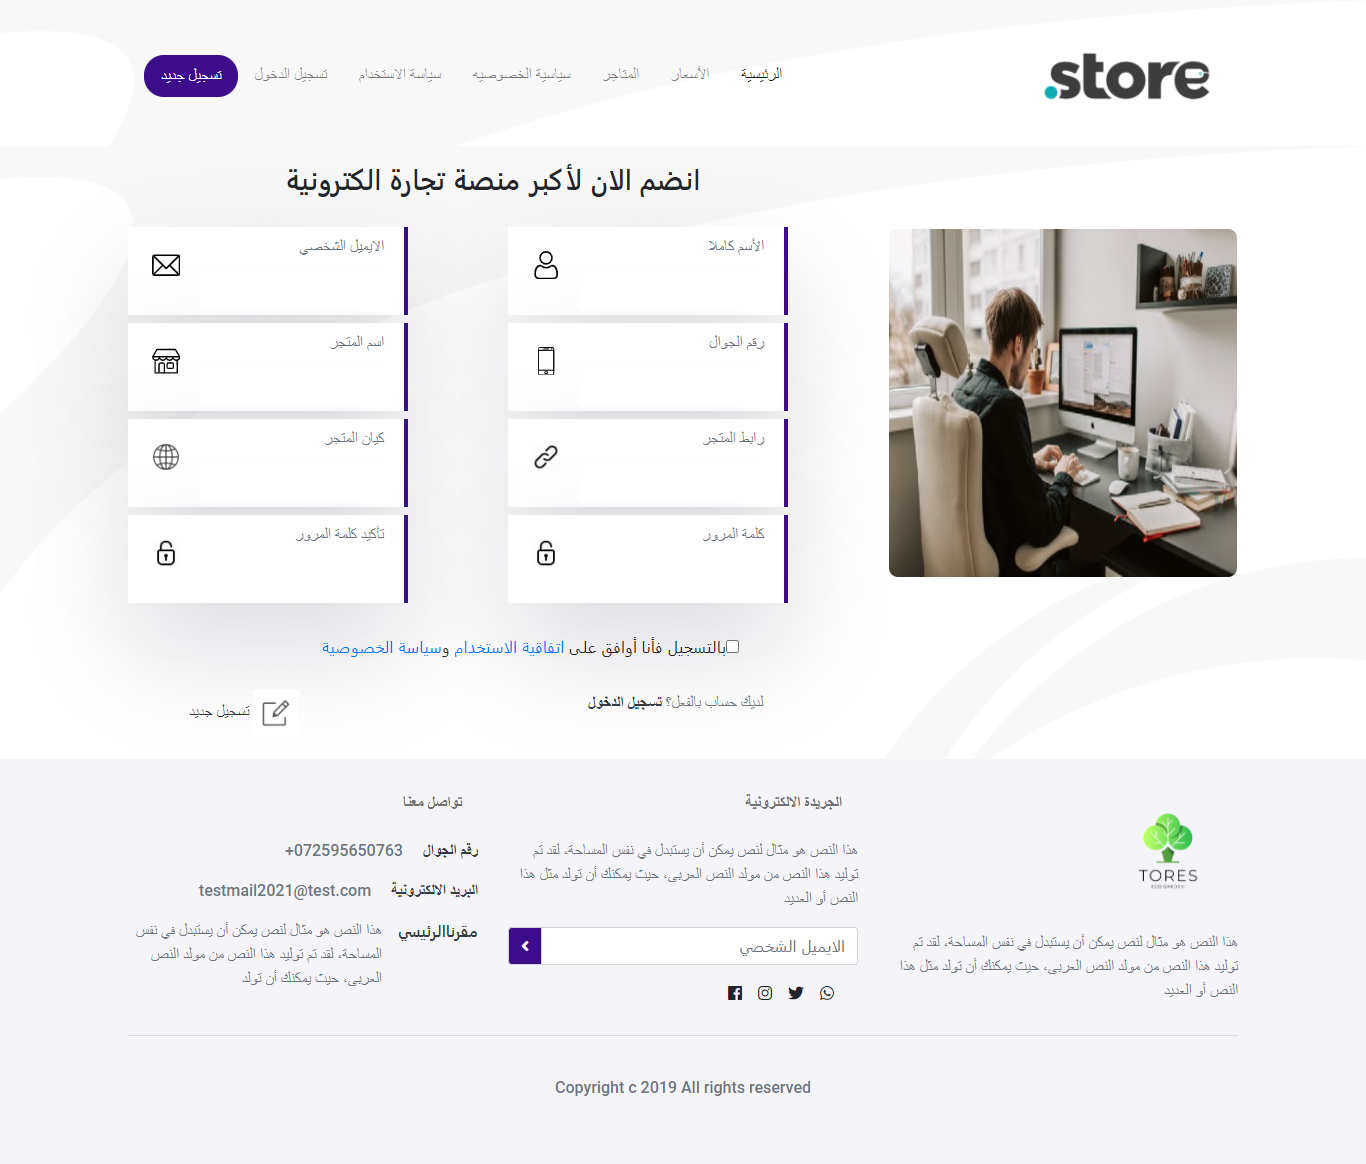 .store
الرئيسية
الأسعار
المتاجر
سياسية الخصوصيه
سياسة الاستخدام
تسجيل الدخول
تسجيل جديد
انضم الان لأكبر منصة تجارة الكترونية
الأسم كاملا
الايميل الشخصي
رقم الجوال
اسم المتجر
رابط المتجر
كيان المتجر
كلمة المرور
تأكيد كلمة المرور
بالتسجيل فأنا أوافق على اتفاقية الاستخدام وسياسة الخصوصية
لديك حساب بالفعل؟ تسجيل الدخول
تسجيل جديد
TORES
ECO GARDEN
هذا النص هو مثال لنص يمكن أن يستبدل في نفس المساحة، لقد تم
توليد هذا النص من مولد النص العربى، حيث يمكنك أن تولد مثل هذا
النص أو العديد
الجريدة الالكترونية
هذا النص هو مثال لنص يمكن أن يستبدل في نفس المساحة، لقد تم
توليد هذا النص من مولد النص العربى، حيث يمكنك أن تولد مثل هذا
النص أو العديد
الايميل الشخصي
تواصل معنا
رقم الجوال +072595650763
البريد الالكترونية testmail2021@test.com
مقرناالرئيسي
هذا النص هو مثال لنص يمكن أن يستبدل في نفس
المساحة، لقد تم توليد هذا النص من مولد النص
العربى، حيث يمكنك أن تولد
Copyright c 2019 All rights reserved